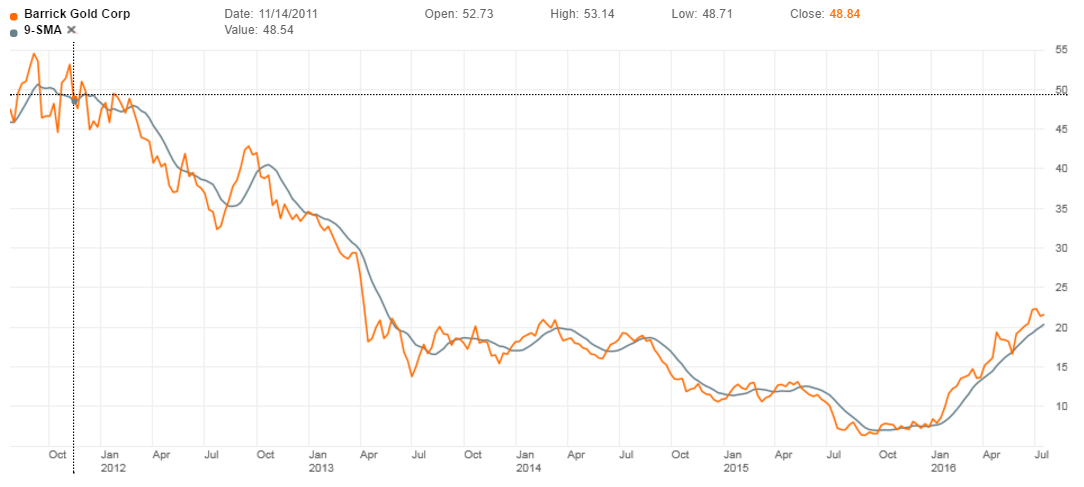 Barrick Gold Corp Date: 11/14/2011 Open: 52.73 High: 53.14 Low: 48.71 Close: 48.84
9-SMA × Value: 48.54
55
50
45
40
35
30
25
20
15
10
Oct Jan Apr Jul Oct Jan Apr Jul Oct Jan Apr Jul Oct Jan Apr Jul Oct Jan Apr Jul
2012 2013 2014 2015 2016